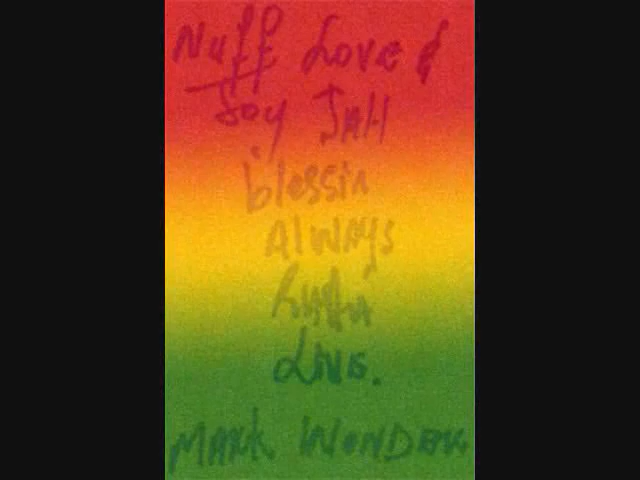 Nuff Love &
Joy JAH
blessin
Always
Rasta
Live.
MARK WONDER